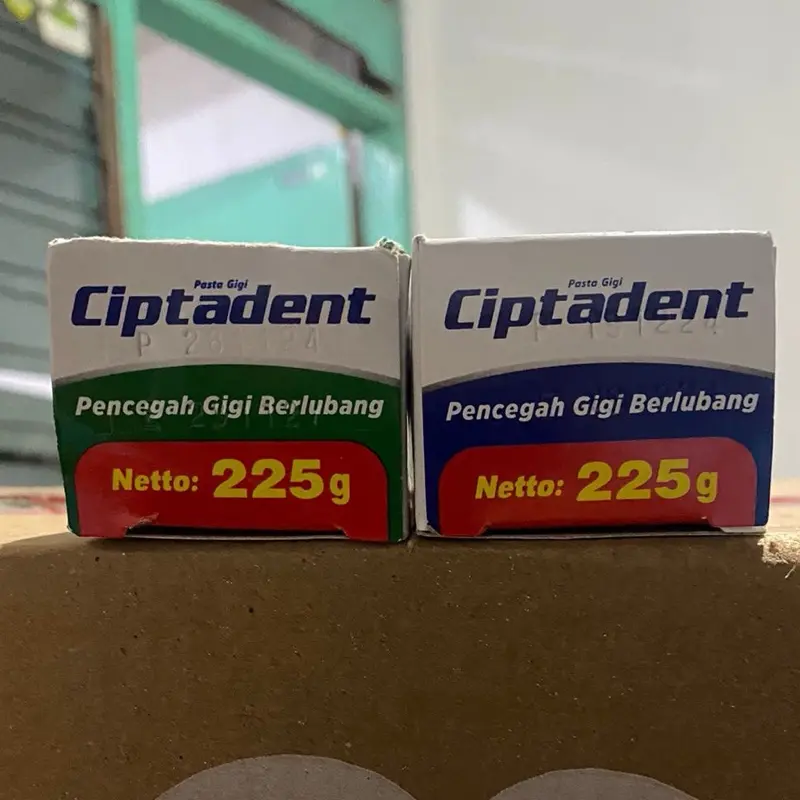 Pasta Gigi
Ciptadent
Pencegah Gigi Berlubang
Netto: 225g
Pasta Gigi
Ciptadent
Pencegah Gigi Berlubang
Netto: 225g